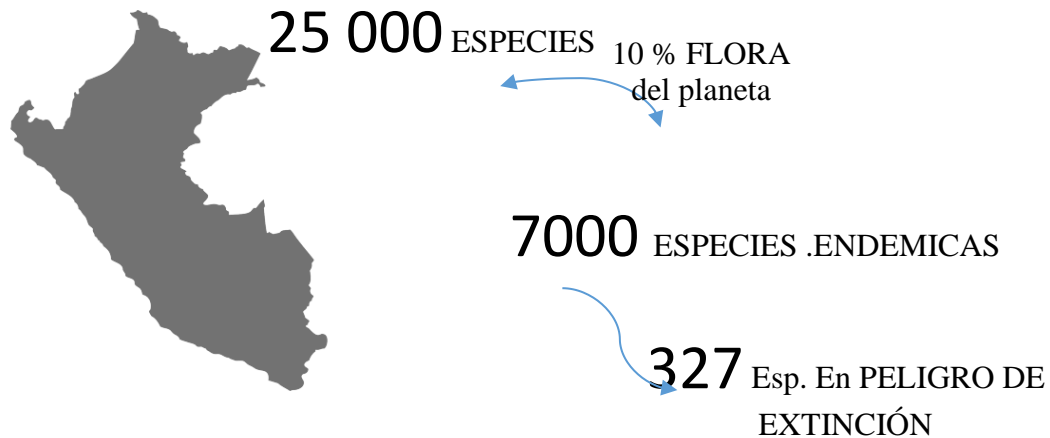 25 000 ESPECIES
10 % FLORA
del planeta
7000 ESPECIES .ENDEMICAS
327 Esp. En PELIGRO DE
EXTINCIÓN